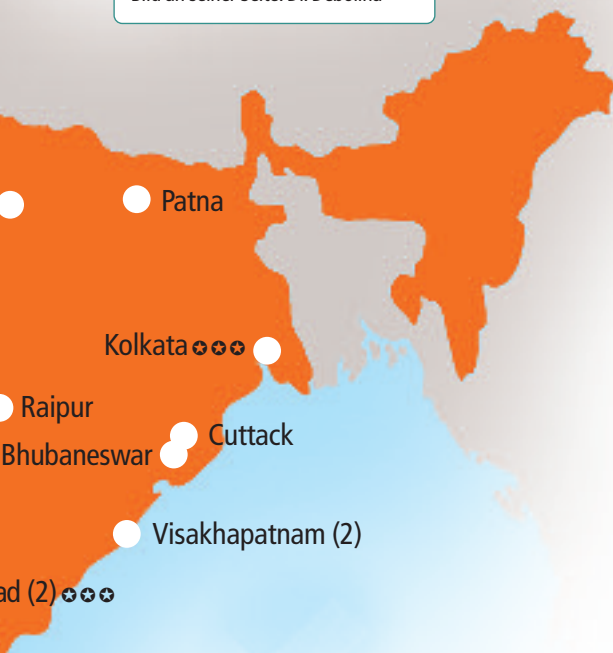 Patna
Kolkata✪✪✪
Raipur
Cuttack
Bhubaneswar
Visakhapatnam (2)
ad (2)✪✪✪